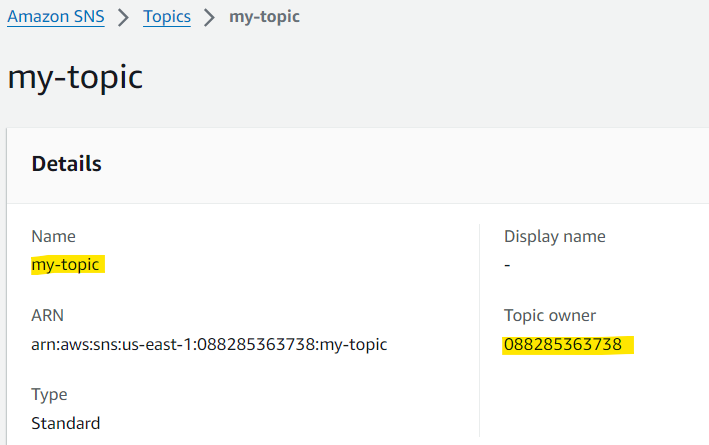 Amazon SNS > Topics > my-topic
my-topic
Details
Name
my-topic
Display name
-
ARN
arn:aws:sns:us-east-1:088285363738:my-topic
Topic owner
088285363738
Type
Standard